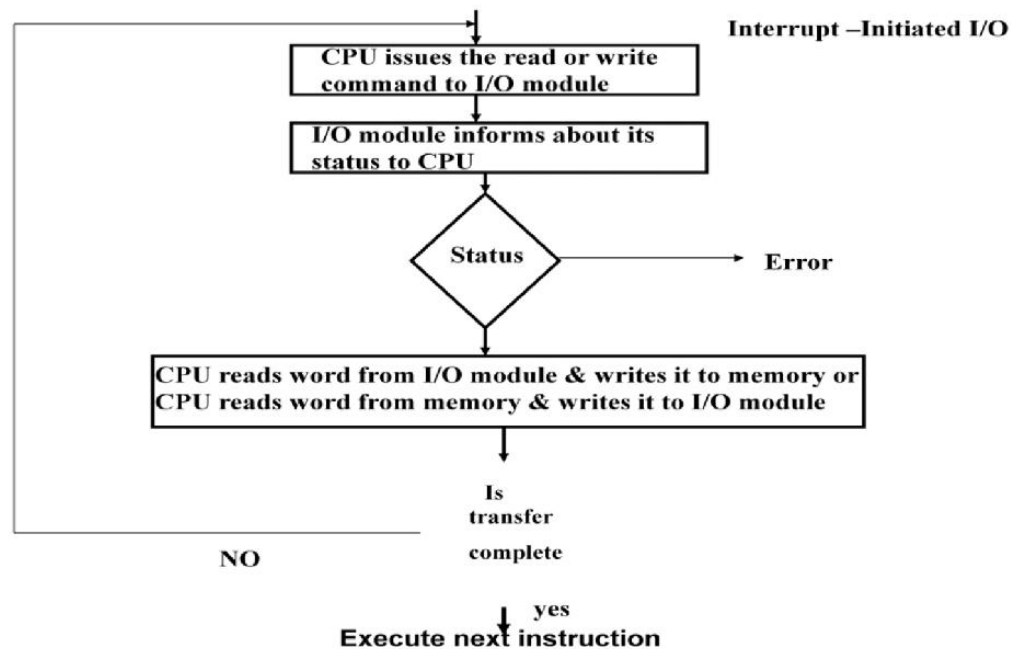 Interrupt –Initiated I/O
CPU issues the read or write
command to I/O module
I/O module informs about its
status to CPU
Status
Error
CPU reads word from I/O module & writes it to memory or
CPU reads word from memory & writes it to I/O module
Is
transfer
complete
NO
yes
Execute next instruction